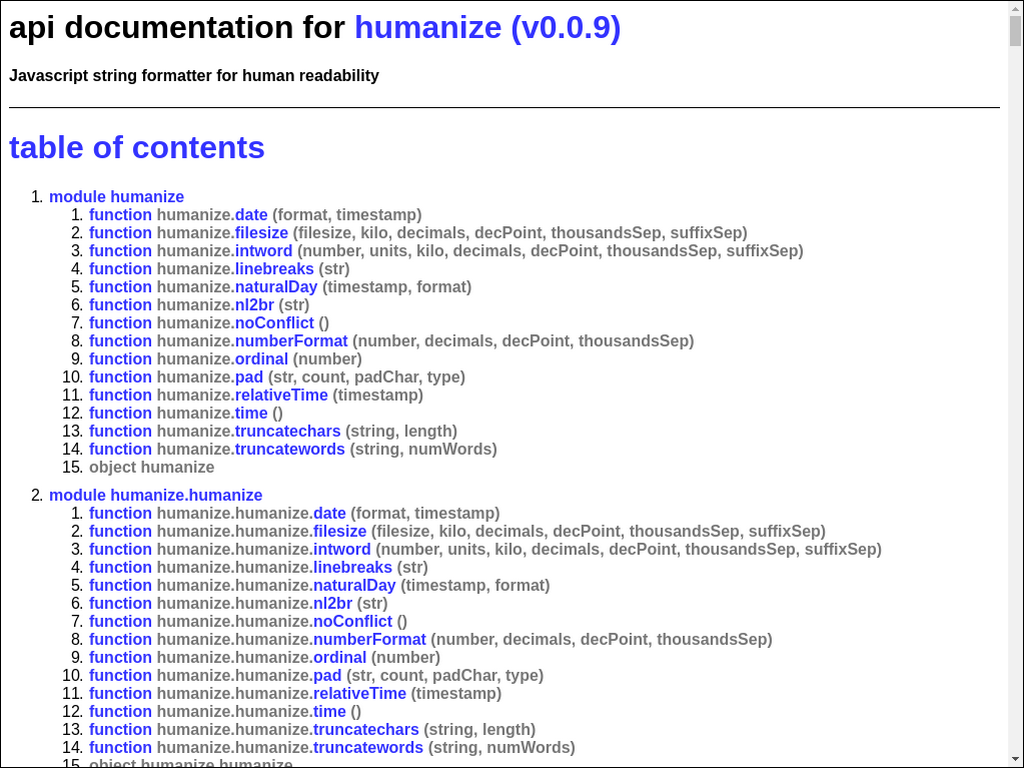 api documentation for humanize (v0.0.9)
Javascript string formatter for human readability
table of contents
1. module humanize
1. function humanize.date (format, timestamp)
2. function humanize.filesize (filesize, kilo, decimals, decPoint, thousandsSep, suffixSep)
3. function humanize.intword (number, units, kilo, decimals, decPoint, thousandsSep, suffixSep)
4. function humanize.linebreaks (str)
5. function humanize.naturalDay (timestamp, format)
6. function humanize.nl2br (str)
7. function humanize.noConflict ()
8. function humanize.numberFormat (number, decimals, decPoint, thousandsSep)
9. function humanize.ordinal (number)
10. function humanize.pad (str, count, padChar, type)
11. function humanize.relativeTime (timestamp)
12. function humanize.time ()
13. function humanize.truncatechars (string, length)
14. function humanize.truncatewords (string, numWords)
15. object humanize
2. module humanize.humanize
1. function humanize.humanize.date (format, timestamp)
2. function humanize.humanize.filesize (filesize, kilo, decimals, decPoint, thousandsSep, suffixSep)
3. function humanize.humanize.intword (number, units, kilo, decimals, decPoint, thousandsSep, suffixSep)
4. function humanize.humanize.linebreaks (str)
5. function humanize.humanize.naturalDay (timestamp, format)
6. function humanize.humanize.nl2br (str)
7. function humanize.humanize.noConflict ()
8. function humanize.humanize.numberFormat (number, decimals, decPoint, thousandsSep)
9. function humanize.humanize.ordinal (number)
10. function humanize.humanize.pad (str, count, padChar, type)
11. function humanize.humanize.relativeTime (timestamp)
12. function humanize.humanize.time ()
13. function humanize.humanize.truncatechars (string, length)
14. function humanize.humanize.truncatewords (string, numWords)
15. object humanize.humanize